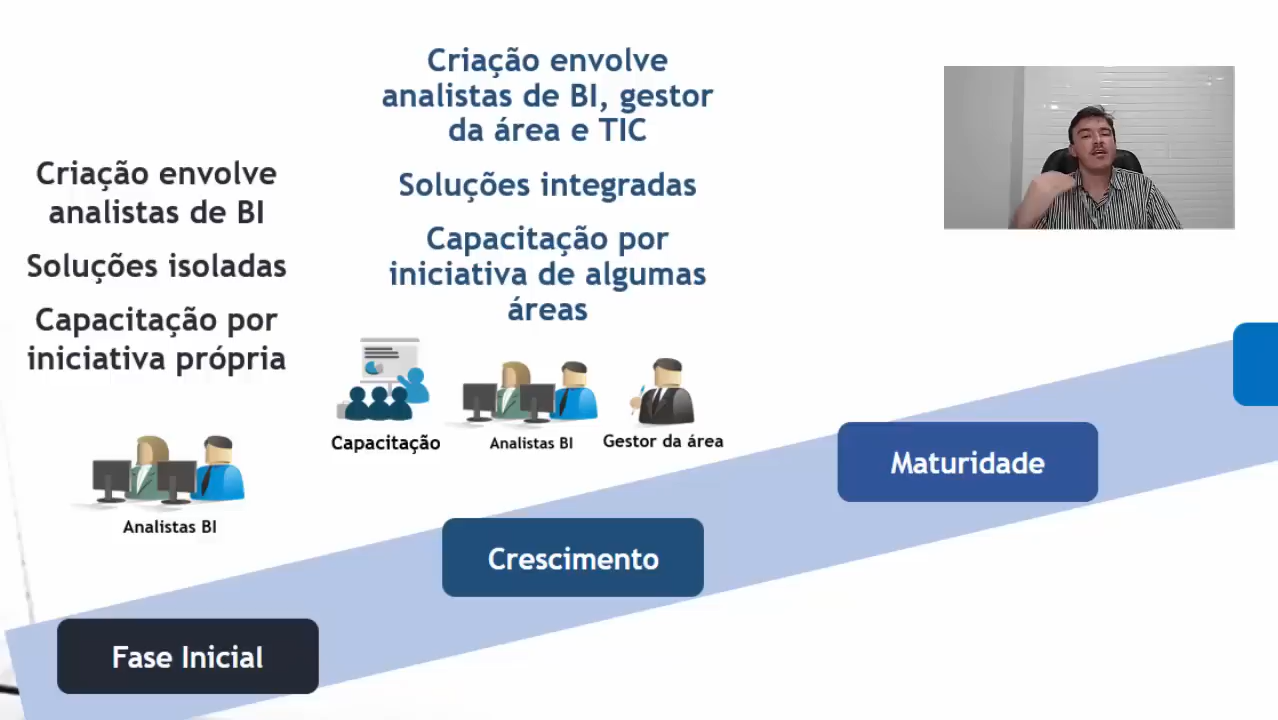 Criação envolve
analistas de BI
Soluções isoladas
Capacitação por
iniciativa própria
Analistas BI
Fase Inicial
Criação envolve
analistas de BI, gestor
da área e TIC
Soluções integradas
Capacitação por
iniciativa de algumas
áreas
Capacitação
Analistas BI
Gestor da área
Crescimento
Maturidade